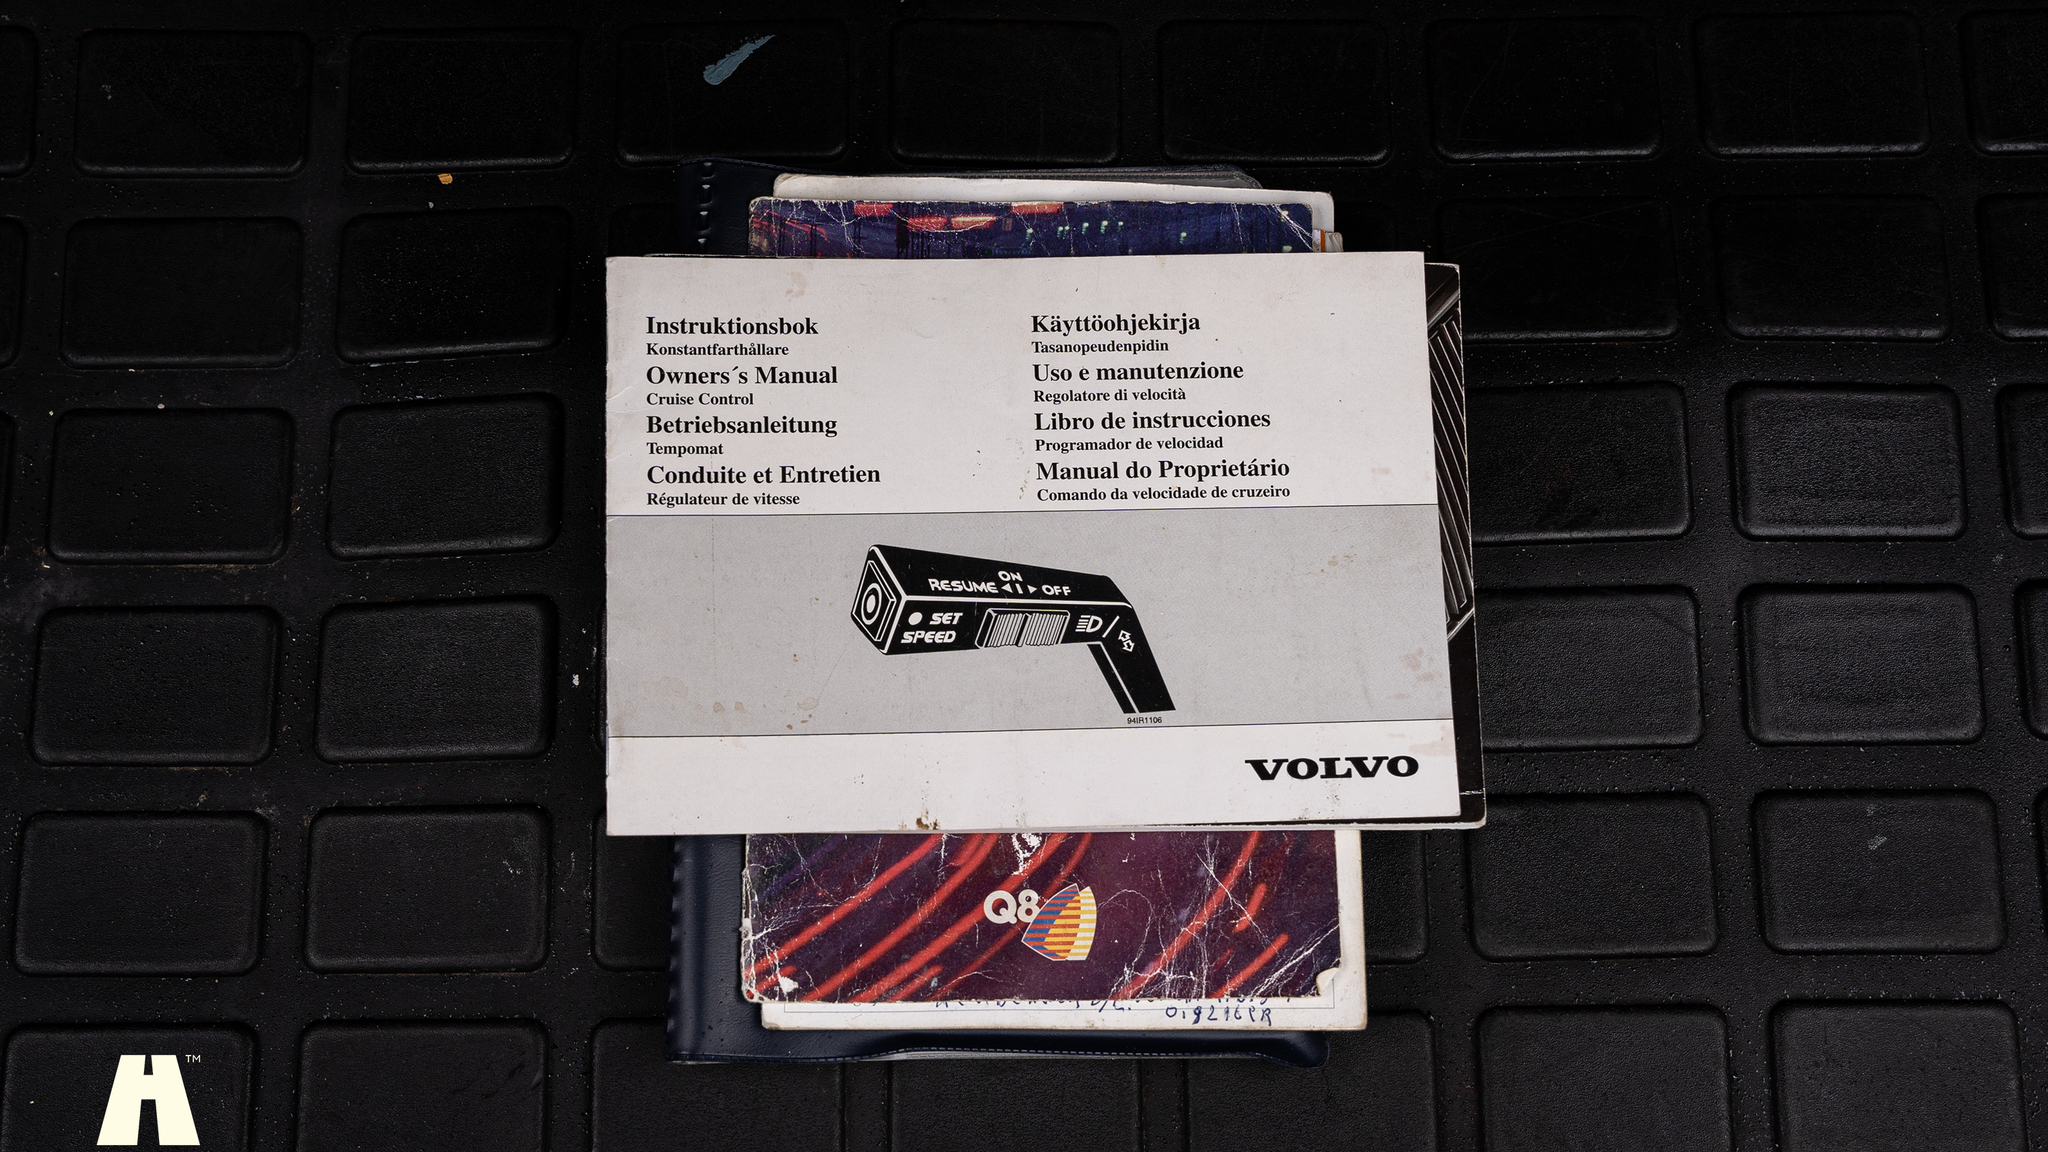 Instruktionsbok
Konstantfarthållare
Owners´s Manual
Cruise Control
Betriebsanleitung
Tempomat
Conduite et Entretien
Régulateur de vitesse
Käyttöohjekirja
Tasanopeudenpidin
Uso e manutenzione
Regolatore di velocità
Libro de instrucciones
Programador de velocidad
Manual do Proprietário
Comando da velocidade de cruzeiro
ON
RESUME ◄ I ► OFF
SET
SPEED
94IR1106
VOLVO
Q8
H™